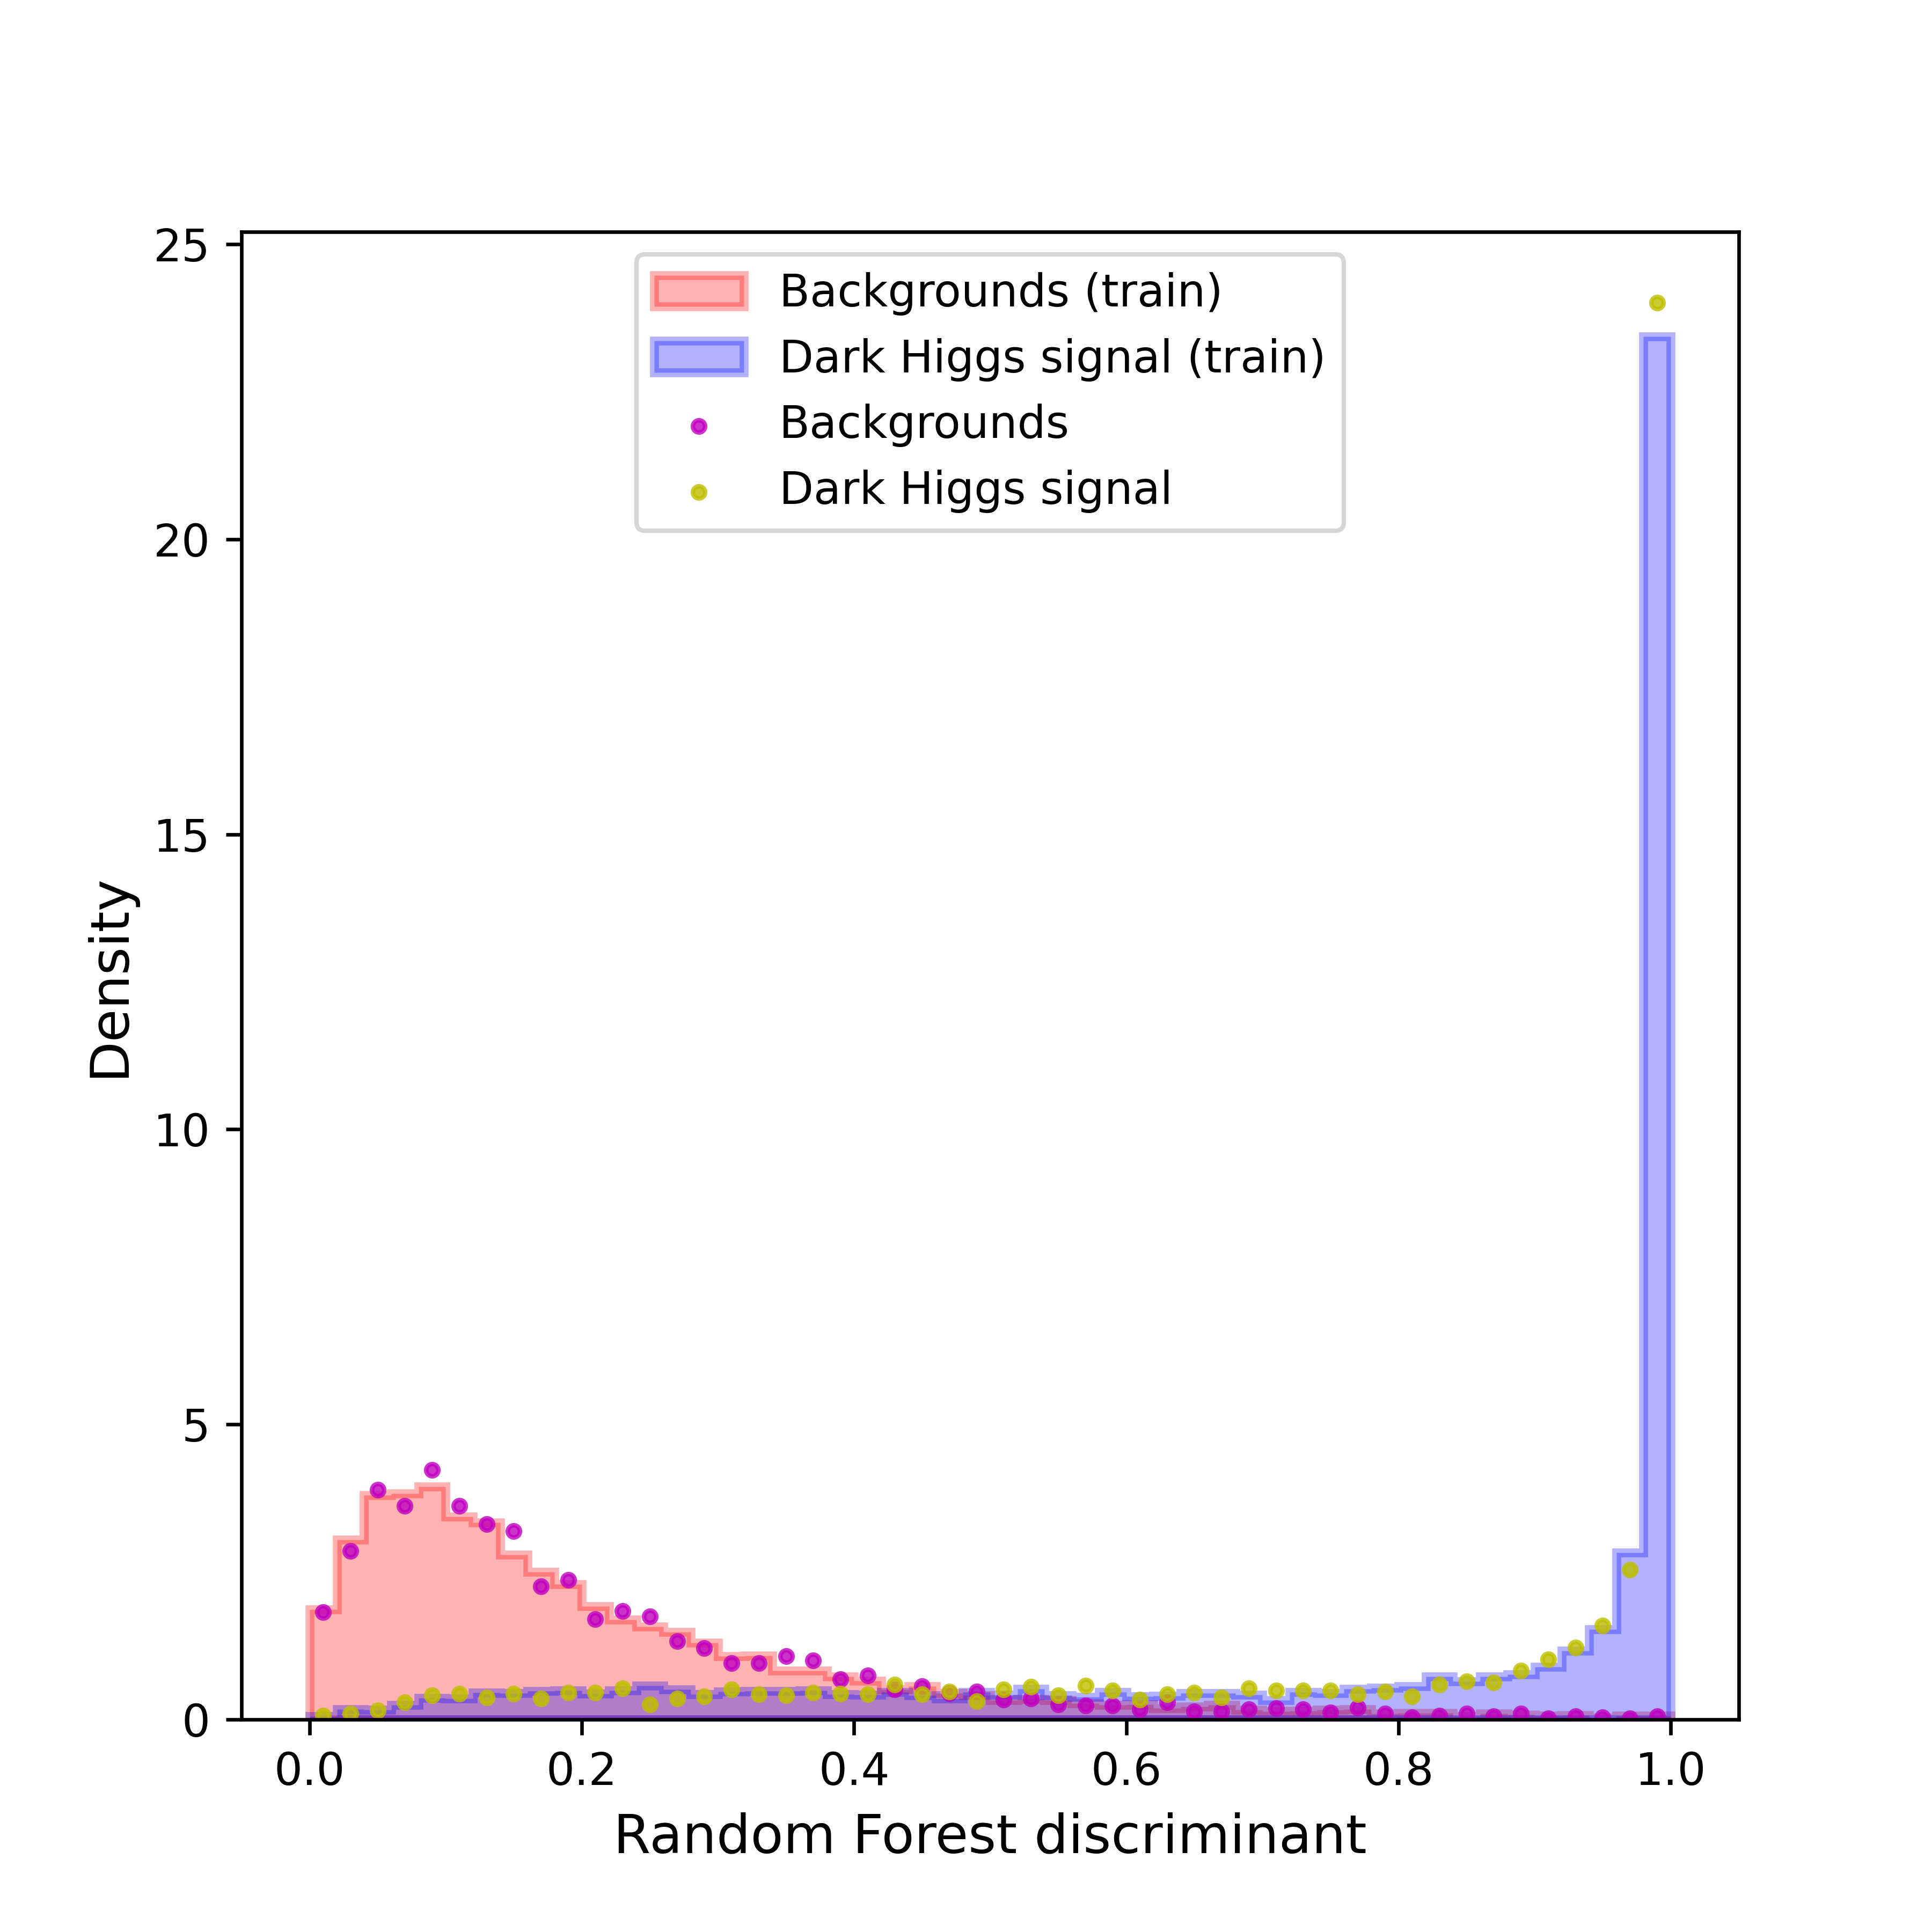 25
20
15
10
5
0
Density
Backgrounds (train)
Dark Higgs signal (train)
Backgrounds
Dark Higgs signal
0.0 0.2 0.4 0.6 0.8 1.0
Random Forest discriminant